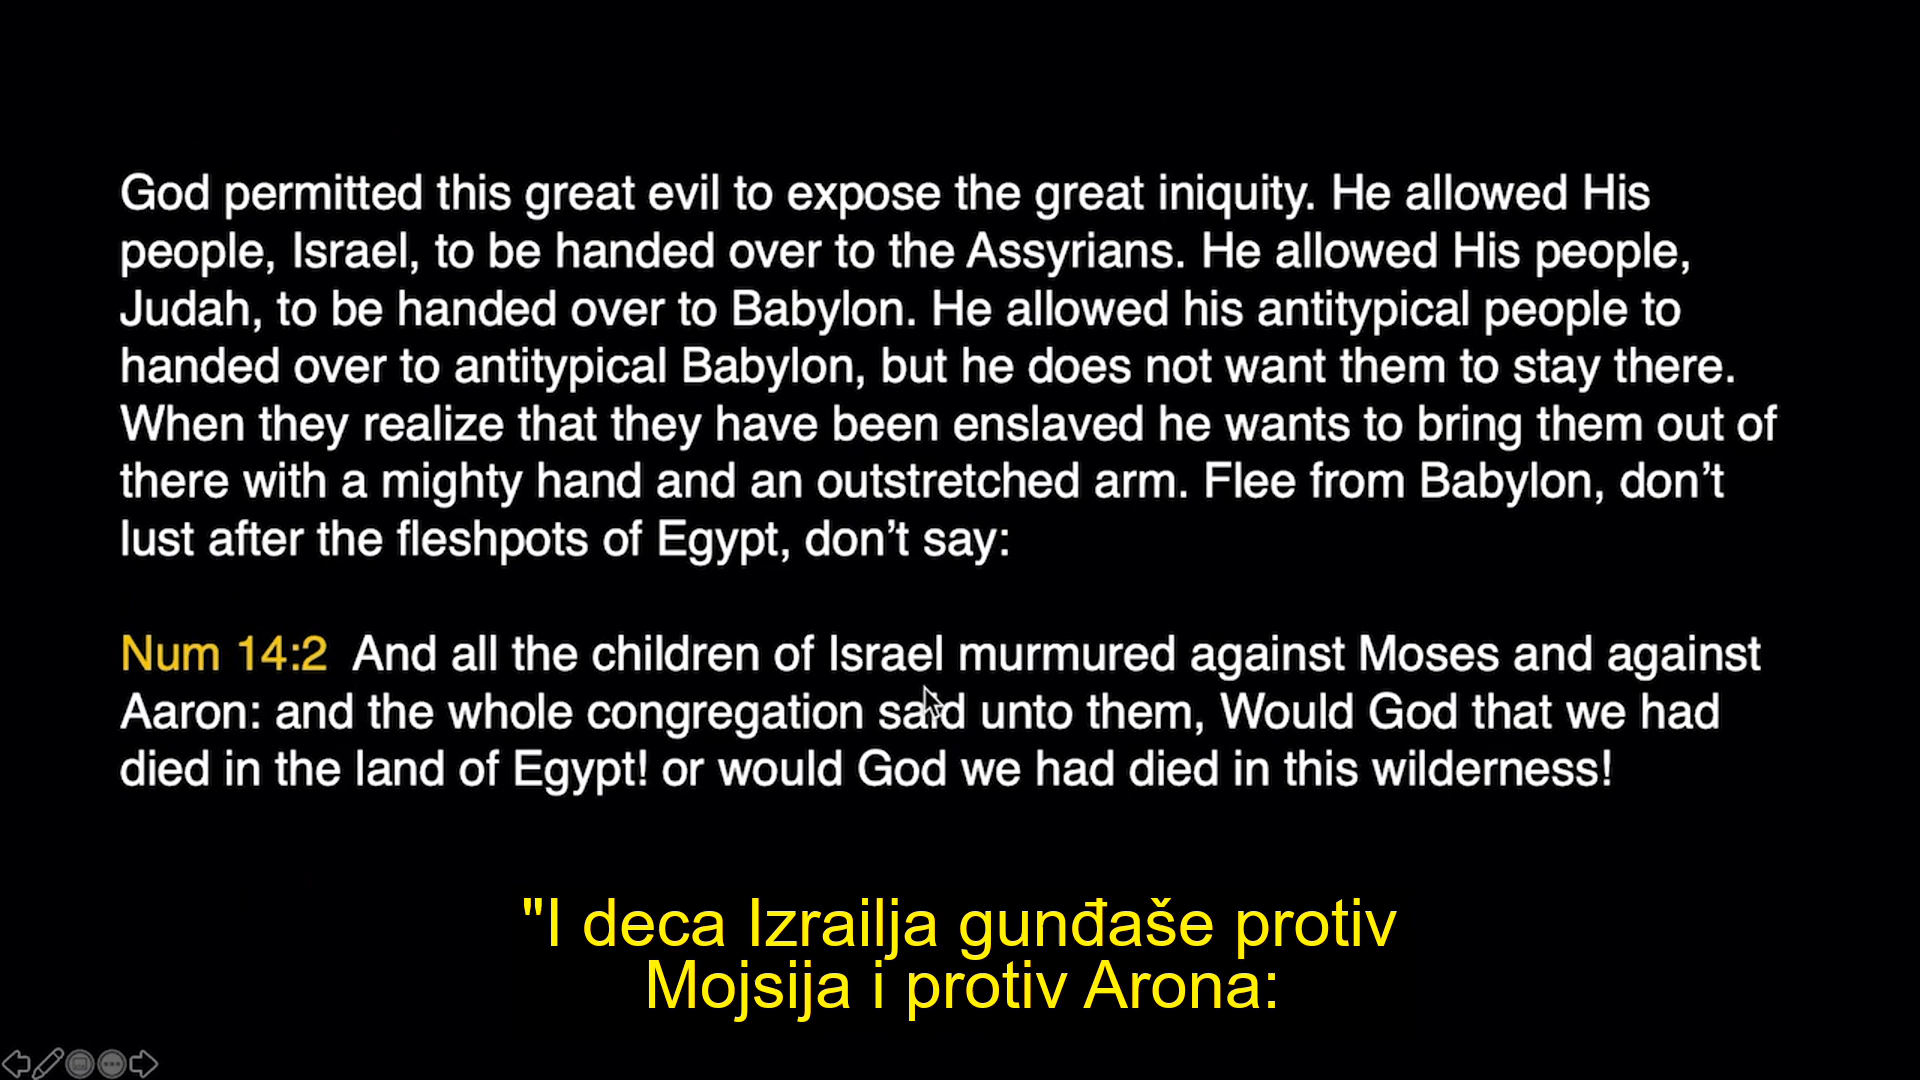 God permitted this great evil to expose the great iniquity. He allowed His
people, Israel, to be handed over to the Assyrians. He allowed His people,
Judah, to be handed over to Babylon. He allowed his antitypical people to
handed over to antitypical Babylon, but he does not want them to stay there.
When they realize that they have been enslaved he wants to bring them out of
there with a mighty hand and an outstretched arm. Flee from Babylon, don’t
lust after the fleshpots of Egypt, don’t say:
Num 14:2 And all the children of Israel murmured against Moses and against
Aaron: and the whole congregation said unto them, Would God that we had
died in the land of Egypt! or would God we had died in this wilderness!
"I deca Izrailja gunđaše protiv
Mojsija i protiv Arona: